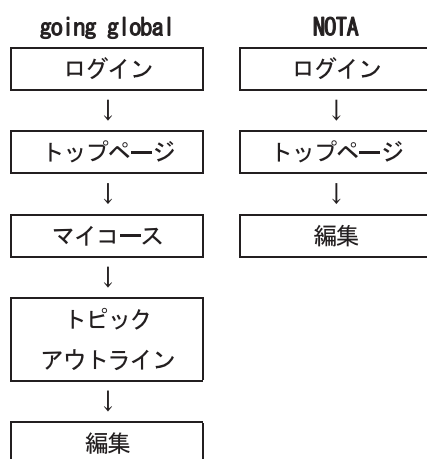 going global
ログイン
↓
トップページ
↓
マイコース
↓
トピック
アウトライン
↓
編集
NOTA
ログイン
↓
トップページ
↓
編集